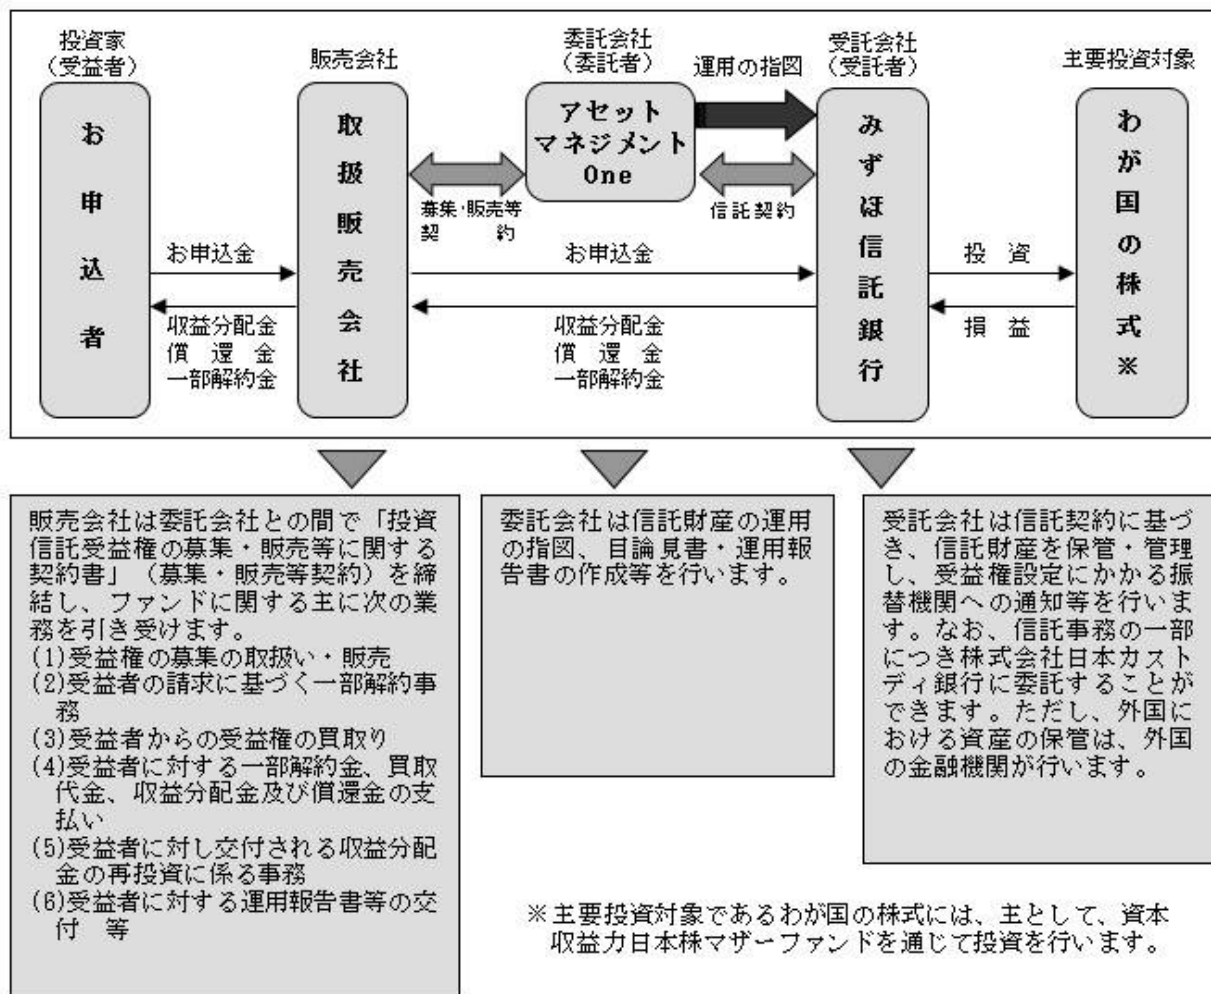 投資家
（受益者）
販売会社
委託会社
（委託者）
運用の指図
受託会社
（受託者）
主要投資対象
お申込者
取扱販売会社
アセット
マネジメント
One
みずほ信託銀行
わが国の株式※
募集・販売等
契 約
信託契約
お申込金
お申込金
投 資
収益分配金
償 還 金
一部解約金
収益分配金
償 還 金
一部解約金
損 益
販売会社は委託会社との間で「投資
信託受益権の募集・販売等に関する
契約書」（募集・販売等契約）を締
結し、ファンドに関する主に次の業
務を引き受けます。
(1)受益権の募集の取扱い・販売
(2)受益者の請求に基づく一部解約事
務
(3)受益者からの受益権の買取り
(4)受益者に対する一部解約金、買取
代金、収益分配金及び償還金の支
払い
(5)受益者に対し交付される収益分配
金の再投資に係る事務
(6)受益者に対する運用報告書等の交
付 等
委託会社は信託財産の運用
の指図、目論見書・運用報
告書の作成等を行います。
受託会社は信託契約に基づ
き、信託財産を保管・管理
し、受益権設定にかかる振
替機関への通知等を行いま
す。なお、信託事務の一部
につき株式会社日本カスト
ディ銀行に委託することが
できます。ただし、外国に
おける資産の保管は、外国
の金融機関が行います。
※主要投資対象であるわが国の株式には、主として、資本
収益力日本株マザーファンドを通じて投資を行います。